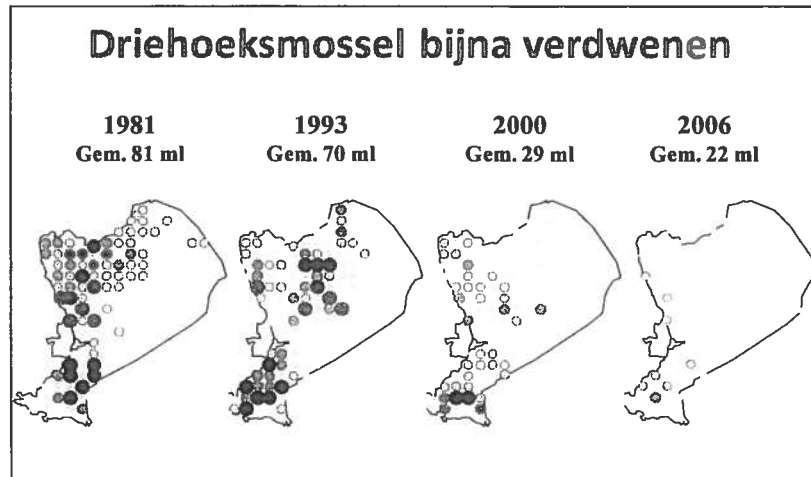 Driehoeksmossel bijna verdwenen
1981
Gem. 81 ml
1993
Gem. 70 ml
2000
Gem. 29 ml
2006
Gem. 22 ml